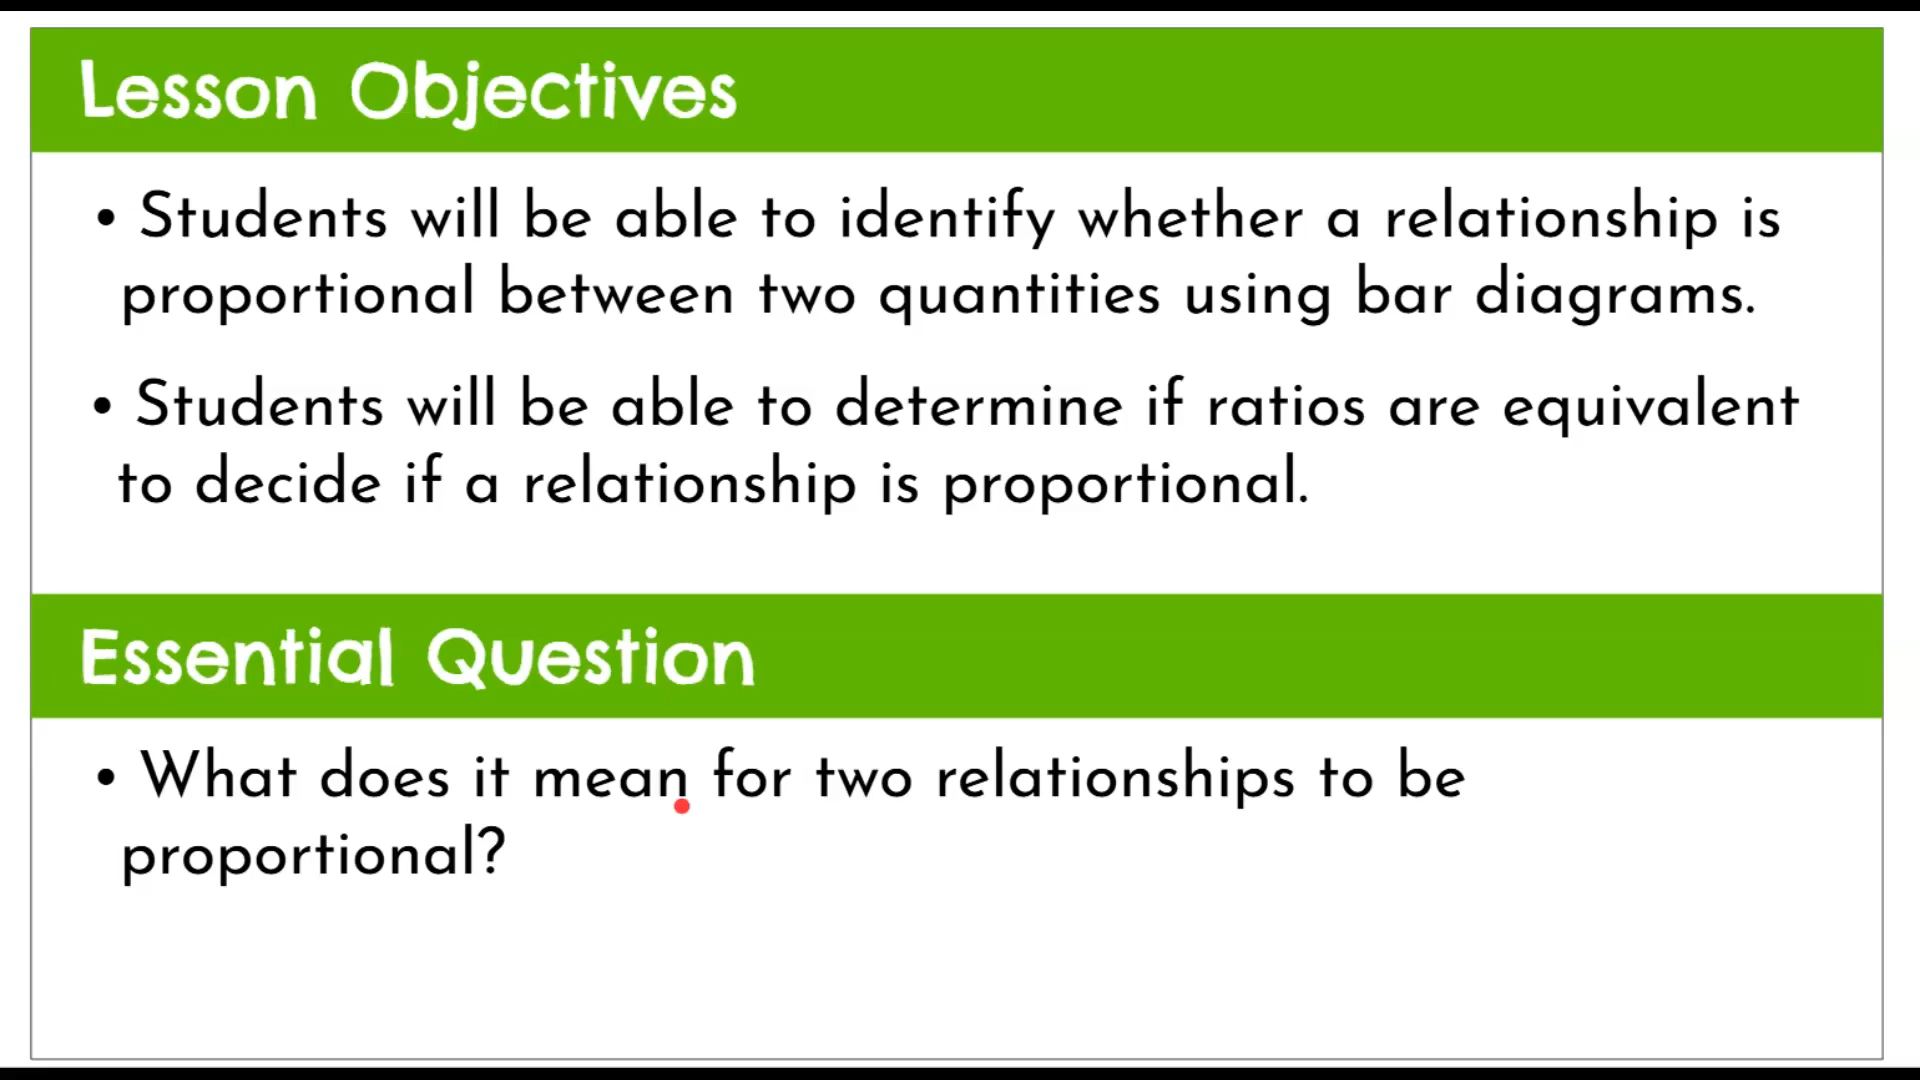 Lesson Objectives
• Students will be able to identify whether a relationship is
proportional between two quantities using bar diagrams.
• Students will be able to determine if ratios are equivalent
to decide if a relationship is proportional.
Essential Question
• What does it mean for two relationships to be
proportional?